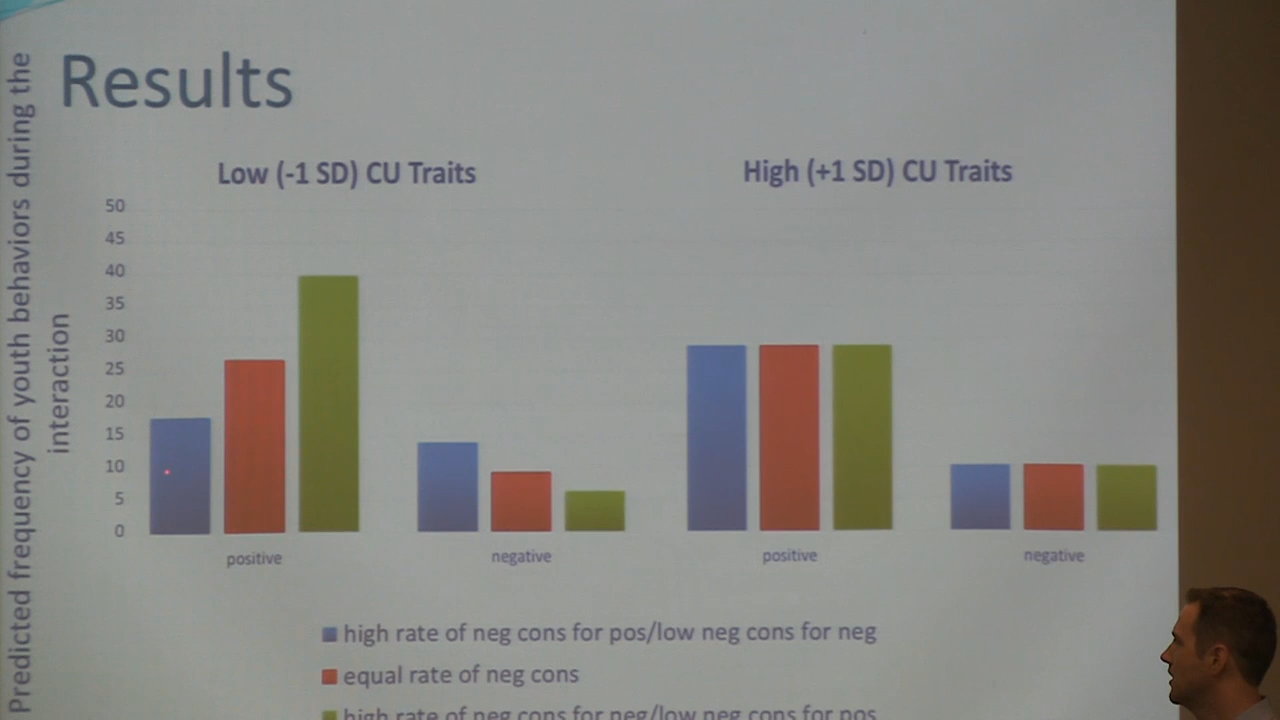 Results
Predicted frequency of youth behaviors during the
interaction
Low (-1 SD) CU Traits
High (+1 SD) CU Traits
50
45
40
35
30
25
20
15
10
5
0
positive
negative
positive
negative
high rate of neg cons for pos/low neg cons for neg
equal rate of neg cons
high rate of neg cons for neg/low neg cons for pos